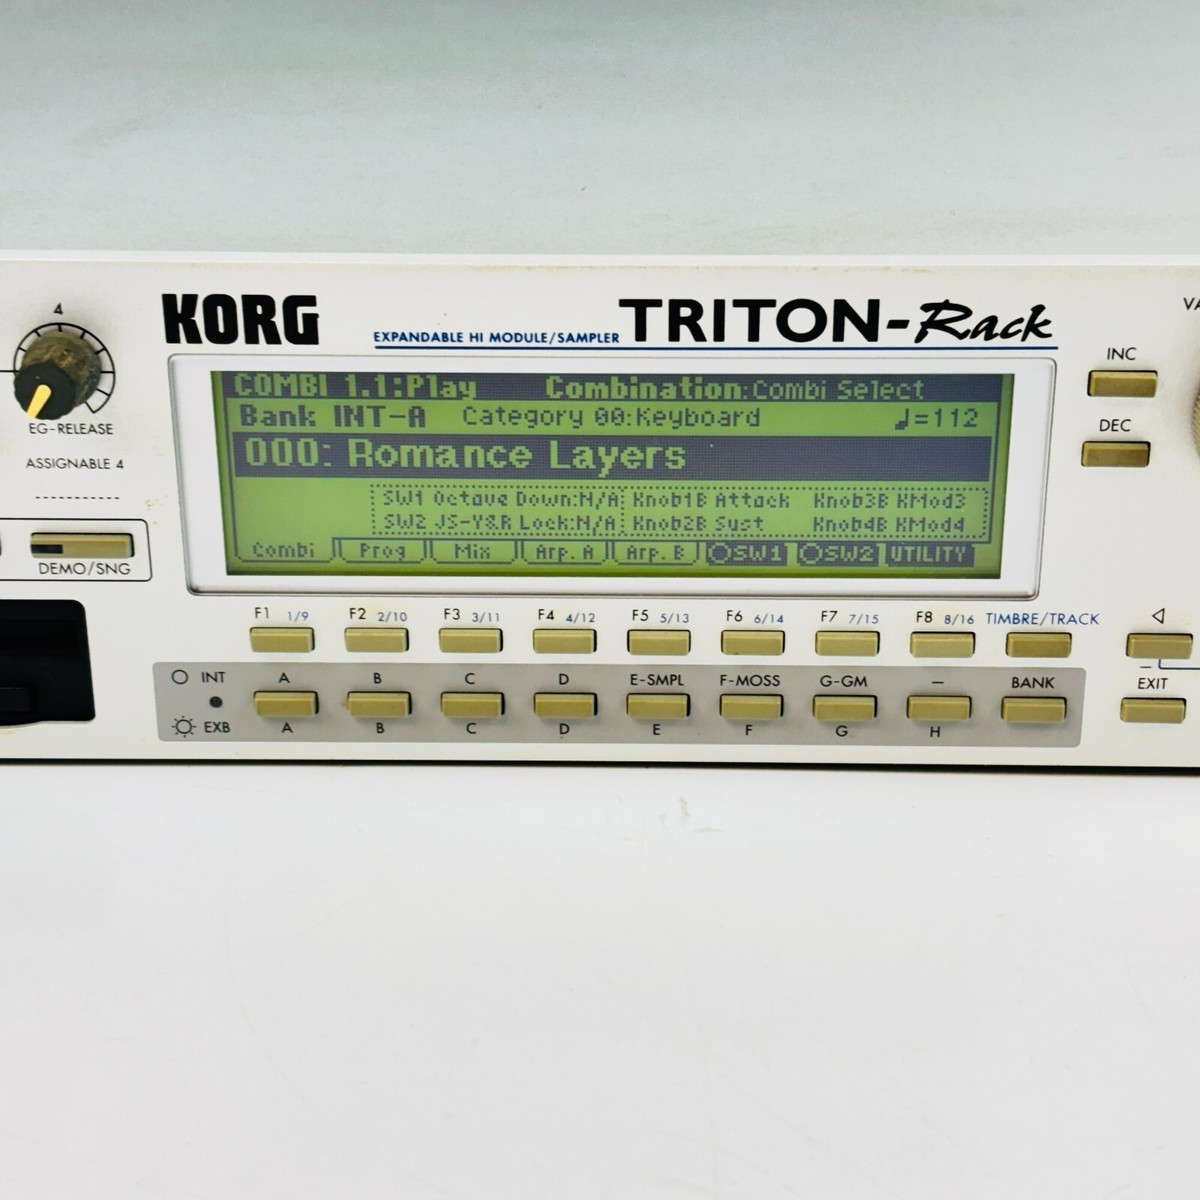 4
EG-RELEASE
ASSIGNABLE 4
DEMO/SNG
KORG
EXPANDABLE HI MODULE/SAMPLER
TRITON-Rack
COMBI 1.1:Play Combination:Combi Select
Bank INT-A Category 00:Keyboard ♩=112
000: Romance Layers
SW1 Octave Down:N/A Knob1B Attack Knob3B KMod3
SW2 JS-Y&R Lock:N/A Knob2B Syst Knob4B KMod4
Combi Prog Mix Arp. A Arp. B SW1 SW2 UTILITY
F1 1/9 F2 2/10 F3 3/11 F4 4/12 F5 5/13 F6 6/14 F7 7/15 F8 8/16 TIMBRE/TRACK
INT A B C D E-SMPL F-MOSS G-GM – BANK
EXB A B C D E F G H
VA
INC
DEC
EXIT